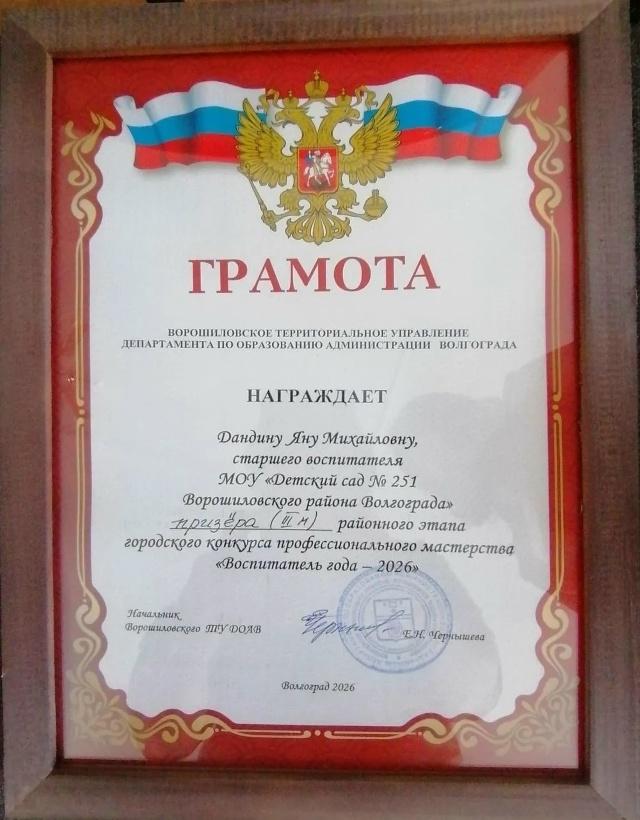 ГРАМОТА
ВОРОШИЛОВСКОЕ ТЕРРИТОРИАЛЬНОЕ УПРАВЛЕНИЕ
ДЕПАРТАМЕНТА ПО ОБРАЗОВАНИЮ АДМИНИСТРАЦИИ ВОЛГОГРАДА
НАГРАЖДАЕТ
Дандину Яну Михайловну,
старшего воспитателя
МОУ «Детский сад № 251
Ворошиловского района Волгограда»
призёра (III м) районного этапа
городского конкурса профессионального мастерства
«Воспитатель года – 2026»
Начальник
Ворошиловского ТУ ДОАВ
Е.Н. Чернышева
Волгоград 2026